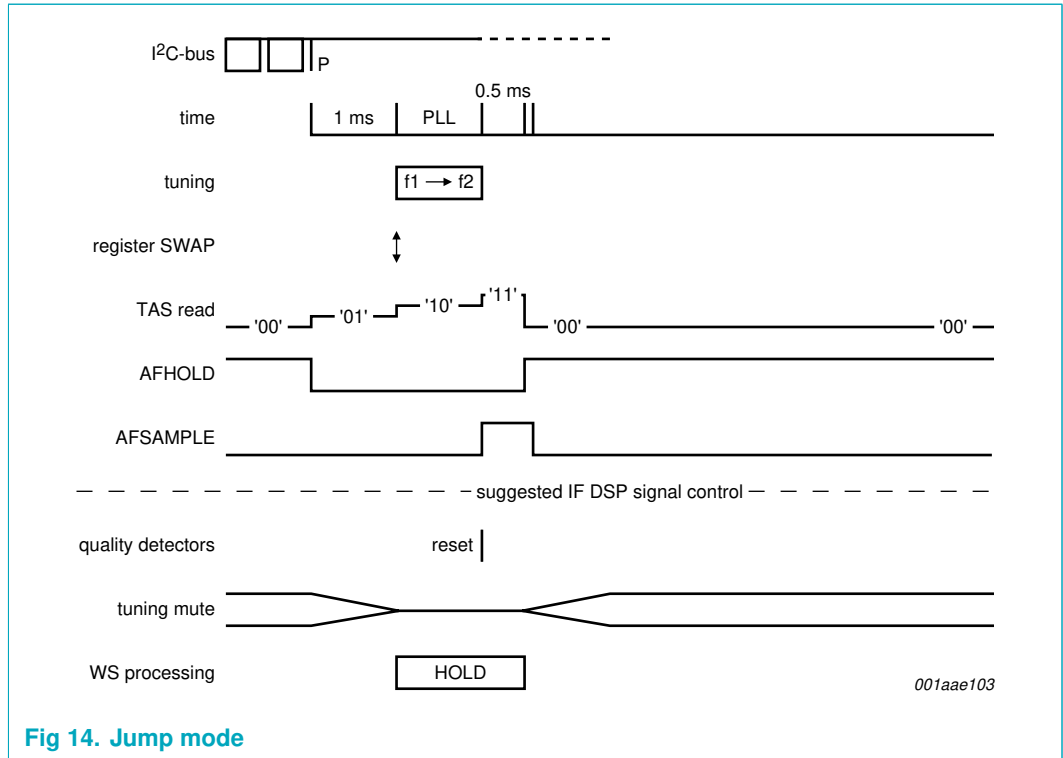 I2C-bus
P
0.5 ms
time 1 ms PLL
tuning f1 → f2
register SWAP
TAS read '00' '01' '10' '11' '00' '00'
AFHOLD
AFSAMPLE
suggested IF DSP signal control
quality detectors reset
tuning mute
WS processing HOLD
001aae103
Fig 14. Jump mode